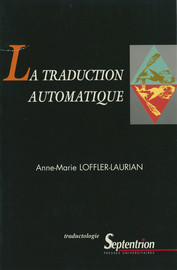 LA TRADUCTION
AUTOMATIQUE
Anne-Marie LOFFLER-LAURIAN
traductologie
Septentrion
PRESSES UNIVERSITAIRES